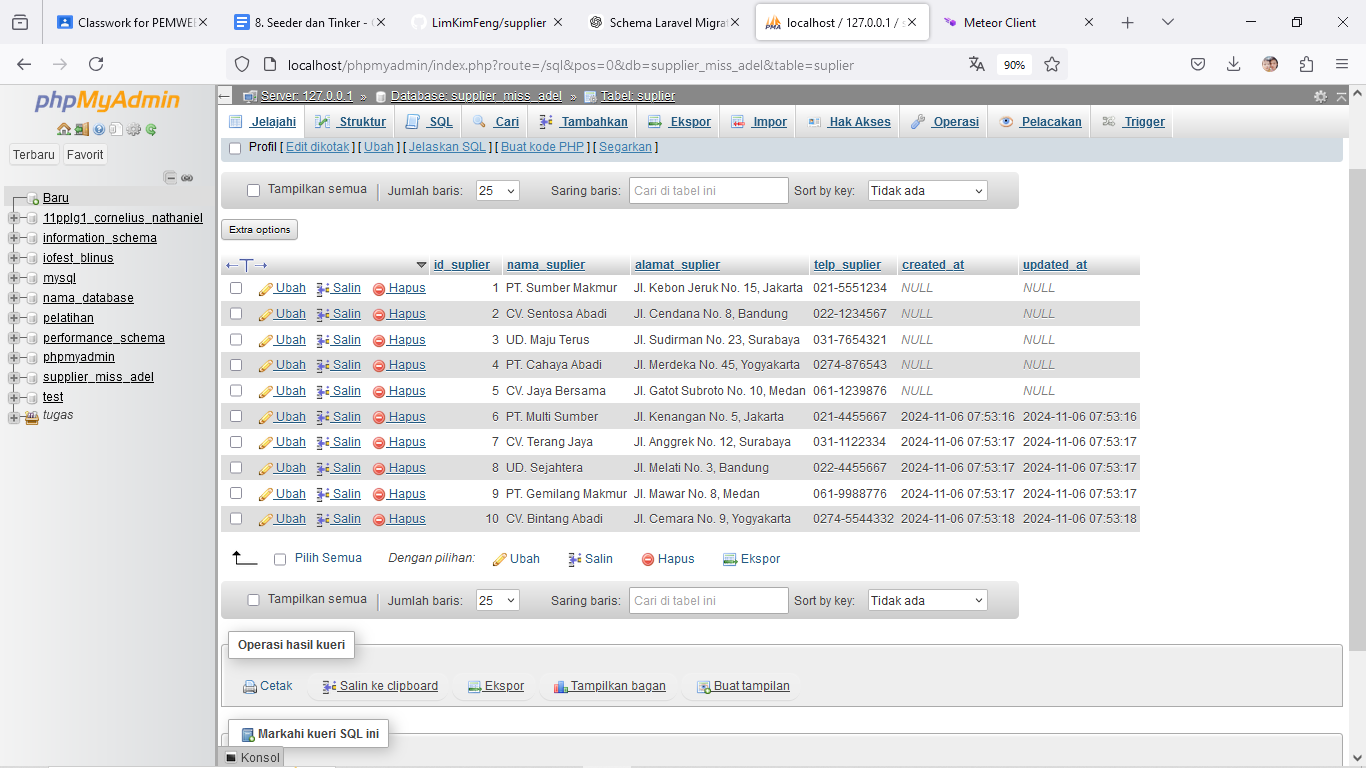 Classwork for PEMWEB
8. Seeder dan Tinker - G
LimKimFeng/supplier
Schema Laravel Migrat
localhost / 127.0.0.1 / s
Meteor Client
localhost/phpmyadmin/index.php?route=/sql&pos=0&db=supplier_miss_adel&table=suplier
90%
phpMyAdmin
Terbaru Favorit
Baru
11pplg1_cornelius_nathaniel
information_schema
iofest_blinus
mysql
nama_database
pelatihan
performance_schema
phpmyadmin
supplier_miss_adel
test
tugas
Server: 127.0.0.1 » Database: supplier_miss_adel » Tabel: suplier
Jelajahi Struktur SQL Cari Tambahkan Ekspor Impor Hak Akses Operasi Pelacakan Trigger
Profil [ Edit dikotak ] [ Ubah ] [ Jelaskan SQL ] [ Buat kode PHP ] [ Segarkan ]
Tampilkan semua Jumlah baris: 25 Saring baris: Cari di tabel ini Sort by key: Tidak ada
Extra options
←T→ id_suplier nama_suplier alamat_suplier telp_suplier created_at updated_at
Ubah Salin Hapus 1 PT. Sumber Makmur Jl. Kebon Jeruk No. 15, Jakarta 021-5551234 NULL NULL
Ubah Salin Hapus 2 CV. Sentosa Abadi Jl. Cendana No. 8, Bandung 022-1234567 NULL NULL
Ubah Salin Hapus 3 UD. Maju Terus Jl. Sudirman No. 23, Surabaya 031-7654321 NULL NULL
Ubah Salin Hapus 4 PT. Cahaya Abadi Jl. Merdeka No. 45, Yogyakarta 0274-876543 NULL NULL
Ubah Salin Hapus 5 CV. Jaya Bersama Jl. Gatot Subroto No. 10, Medan 061-1239876 NULL NULL
Ubah Salin Hapus 6 PT. Multi Sumber Jl. Kenangan No. 5, Jakarta 021-4455667 2024-11-06 07:53:16 2024-11-06 07:53:16
Ubah Salin Hapus 7 CV. Terang Jaya Jl. Anggrek No. 12, Surabaya 031-1122334 2024-11-06 07:53:17 2024-11-06 07:53:17
Ubah Salin Hapus 8 UD. Sejahtera Jl. Melati No. 3, Bandung 022-4455667 2024-11-06 07:53:17 2024-11-06 07:53:17
Ubah Salin Hapus 9 PT. Gemilang Makmur Jl. Mawar No. 8, Medan 061-9988776 2024-11-06 07:53:17 2024-11-06 07:53:17
Ubah Salin Hapus 10 CV. Bintang Abadi Jl. Cemara No. 9, Yogyakarta 0274-5544332 2024-11-06 07:53:18 2024-11-06 07:53:18
Pilih Semua Dengan pilihan: Ubah Salin Hapus Ekspor
Tampilkan semua Jumlah baris: 25 Saring baris: Cari di tabel ini Sort by key: Tidak ada
Operasi hasil kueri
Cetak Salin ke clipboard Ekspor Tampilkan bagan Buat tampilan
Markahi kueri SQL ini
Konsol